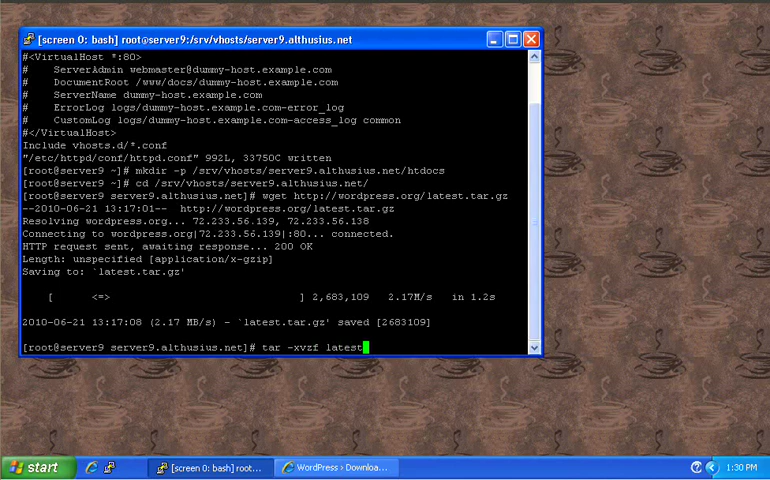 [screen 0: bash] root@server9:/srv/vhosts/server9.althusius.net
#<VirtualHost *:80>
#    ServerAdmin webmaster@dummy-host.example.com
#    DocumentRoot /www/docs/dummy-host.example.com
#    ServerName dummy-host.example.com
#    ErrorLog logs/dummy-host.example.com-error_log
#    CustomLog logs/dummy-host.example.com-access_log common
#</VirtualHost>
Include vhosts.d/*.conf
"/etc/httpd/conf/httpd.conf" 992L, 33750C written
[root@server9 ~]# mkdir -p /srv/vhosts/server9.althusius.net/htdocs
[root@server9 ~]# cd /srv/vhosts/server9.althusius.net/
[root@server9 server9.althusius.net]# wget http://wordpress.org/latest.tar.gz
--2010-06-21 13:17:01--  http://wordpress.org/latest.tar.gz
Resolving wordpress.org... 72.233.56.139, 72.233.56.138
Connecting to wordpress.org|72.233.56.139|:80... connected.
HTTP request sent, awaiting response... 200 OK
Length: unspecified [application/x-gzip]
Saving to: `latest.tar.gz'
[     <=>                          ] 2,683,109   2.17M/s   in 1.2s
2010-06-21 13:17:08 (2.17 MB/s) - `latest.tar.gz' saved [2683109]
[root@server9 server9.althusius.net]# tar -xvzf latest
start
[screen 0: bash] root...
WordPress › Downloa...
1:30 PM